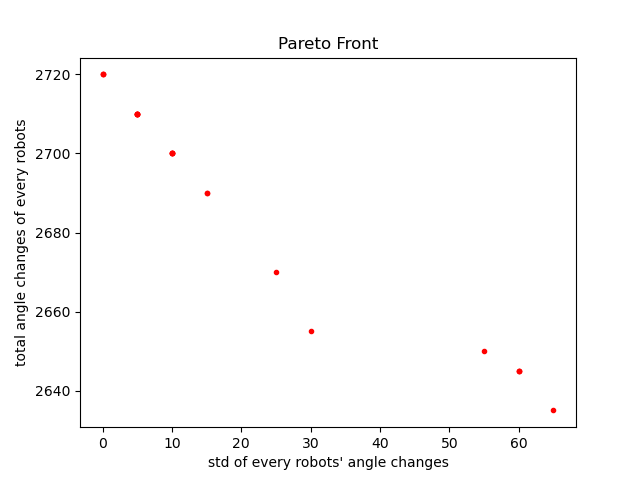 Pareto Front
total angle changes of every robots
2720
2700
2680
2660
2640
0 10 20 30 40 50 60
std of every robots' angle changes